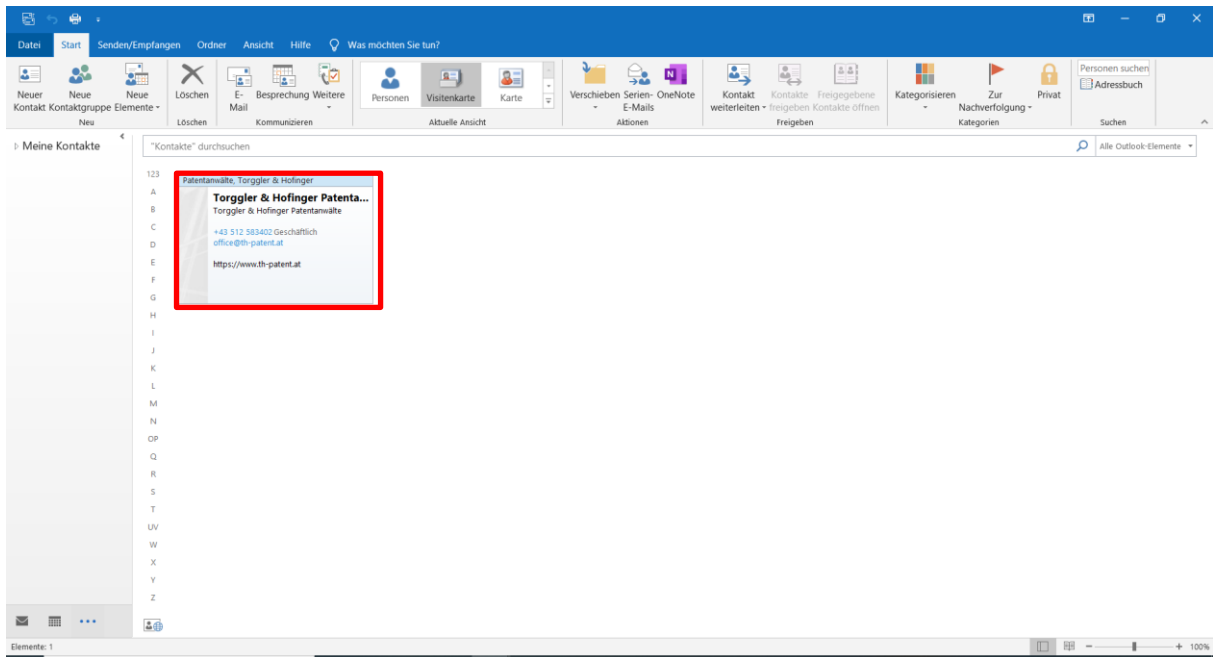 Datei Start Senden/Empfangen Ordner Ansicht Hilfe Was möchten Sie tun?
Neuer Kontakt
Neue Kontaktgruppe
Neue Elemente
Neu
Löschen
Löschen
E-Mail
Besprechung
Weitere
Kommunizieren
Personen
Visitenkarte
Karte
Aktuelle Ansicht
Verschieben
Serien-E-Mails
OneNote
Aktionen
Kontakt weiterleiten
Kontakte freigeben
Freigegebene Kontakte öffnen
Freigeben
Kategorisieren
Zur Nachverfolgung
Privat
Kategorien
Personen suchen
Adressbuch
Suchen
Meine Kontakte
"Kontakte" durchsuchen
Alle Outlook-Elemente
123
A
B
C
D
E
F
G
H
I
J
K
L
M
N
OP
Q
R
S
T
UV
W
X
Y
Z
Patentanwälte, Torggler & Hofinger
Torggler & Hofinger Patenta...
Torggler & Hofinger Patentanwälte
+43 512 583402 Geschäftlich
office@th-patent.at
https://www.th-patent.at
Elemente: 1
100%